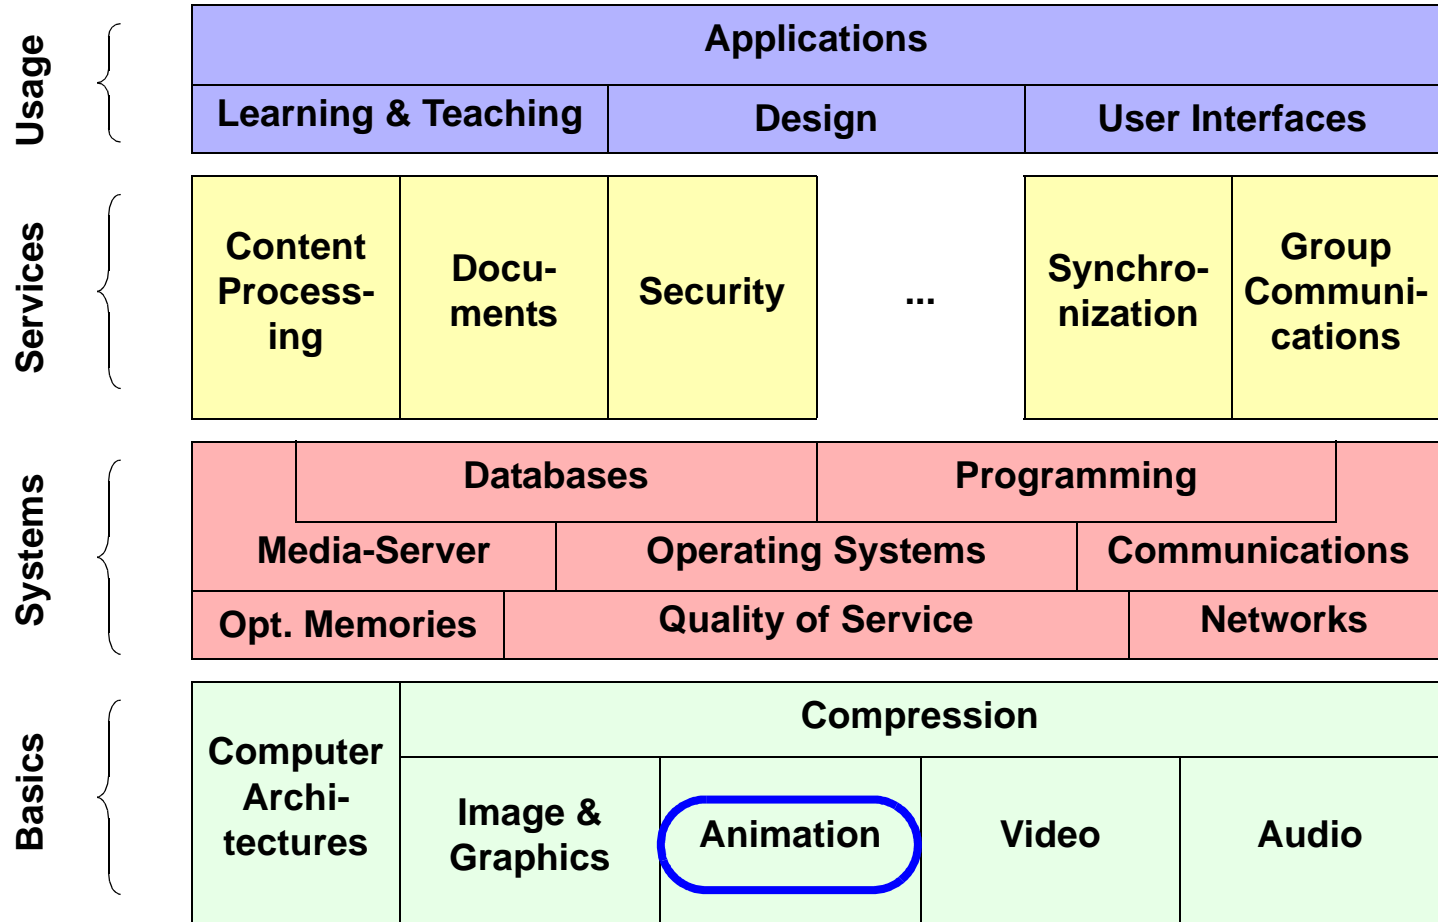 Usage
Applications
Learning & Teaching
Design
User Interfaces
Services
Content
Process-
ing
Docu-
ments
Security
...
Synchro-
nization
Group
Communi-
cations
Systems
Databases
Programming
Media-Server
Operating Systems
Communications
Opt. Memories
Quality of Service
Networks
Basics
Computer
Archi-
tectures
Compression
Image &
Graphics
Animation
Video
Audio